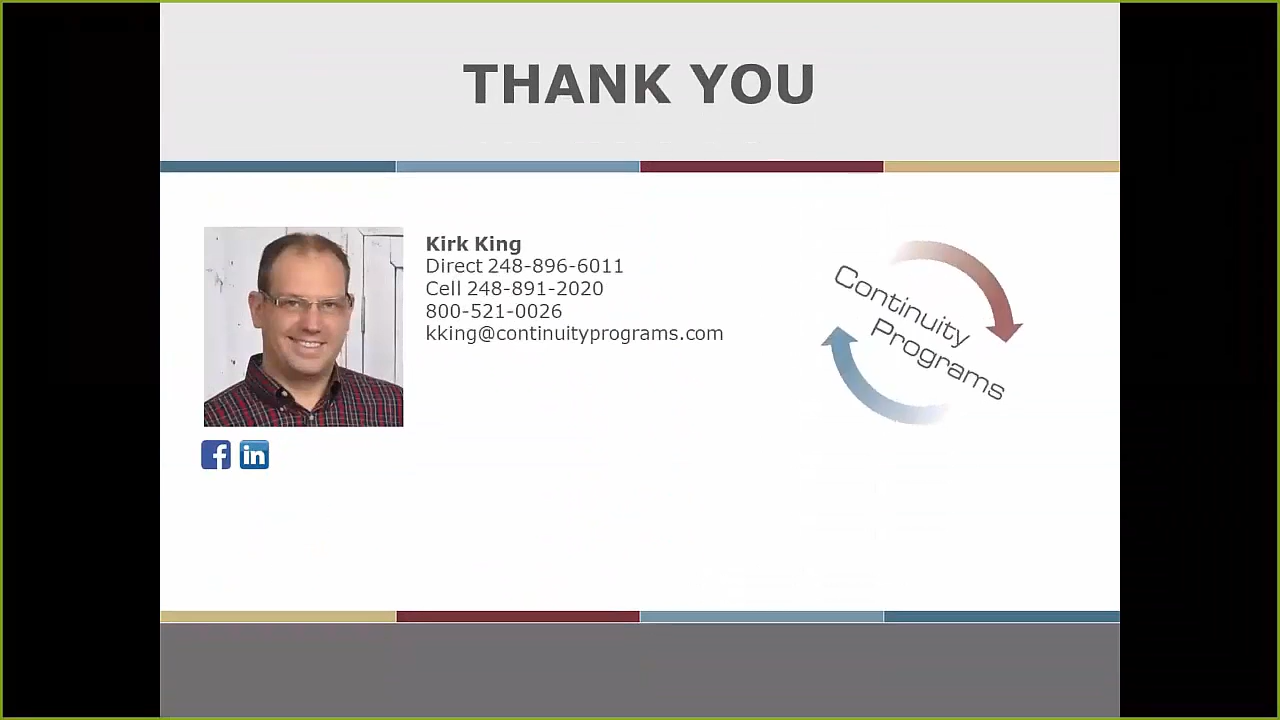 THANK YOU
Kirk King
Direct 248-896-6011
Cell 248-891-2020
800-521-0026
kking@continuityprograms.com
Continuity
Programs
f
in